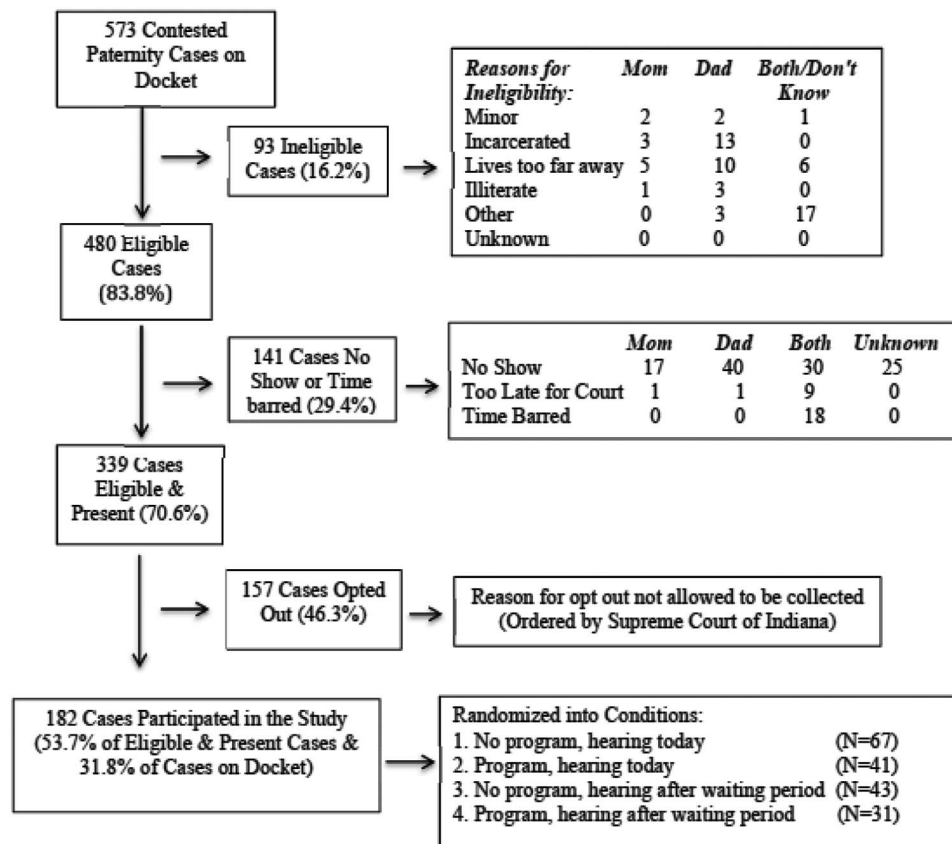 573 Contested
Paternity Cases on
Docket
93 Ineligible
Cases (16.2%)
Reasons for Mom Dad Both/Don't
Ineligibility: Know
Minor 2 2 1
Incarcerated 3 13 0
Lives too far away 5 10 6
Illiterate 1 3 0
Other 0 3 17
Unknown 0 0 0
480 Eligible
Cases
(83.8%)
141 Cases No
Show or Time
barred (29.4%)
Mom Dad Both Unknown
No Show 17 40 30 25
Too Late for Court 1 1 9 0
Time Barred 0 0 18 0
339 Cases
Eligible &
Present (70.6%)
157 Cases Opted
Out (46.3%)
Reason for opt out not allowed to be collected
(Ordered by Supreme Court of Indiana)
182 Cases Participated in the Study
(53.7% of Eligible & Present Cases &
31.8% of Cases on Docket)
Randomized into Conditions:
1. No program, hearing today (N=67)
2. Program, hearing today (N=41)
3. No program, hearing after waiting period (N=43)
4. Program, hearing after waiting period (N=31)